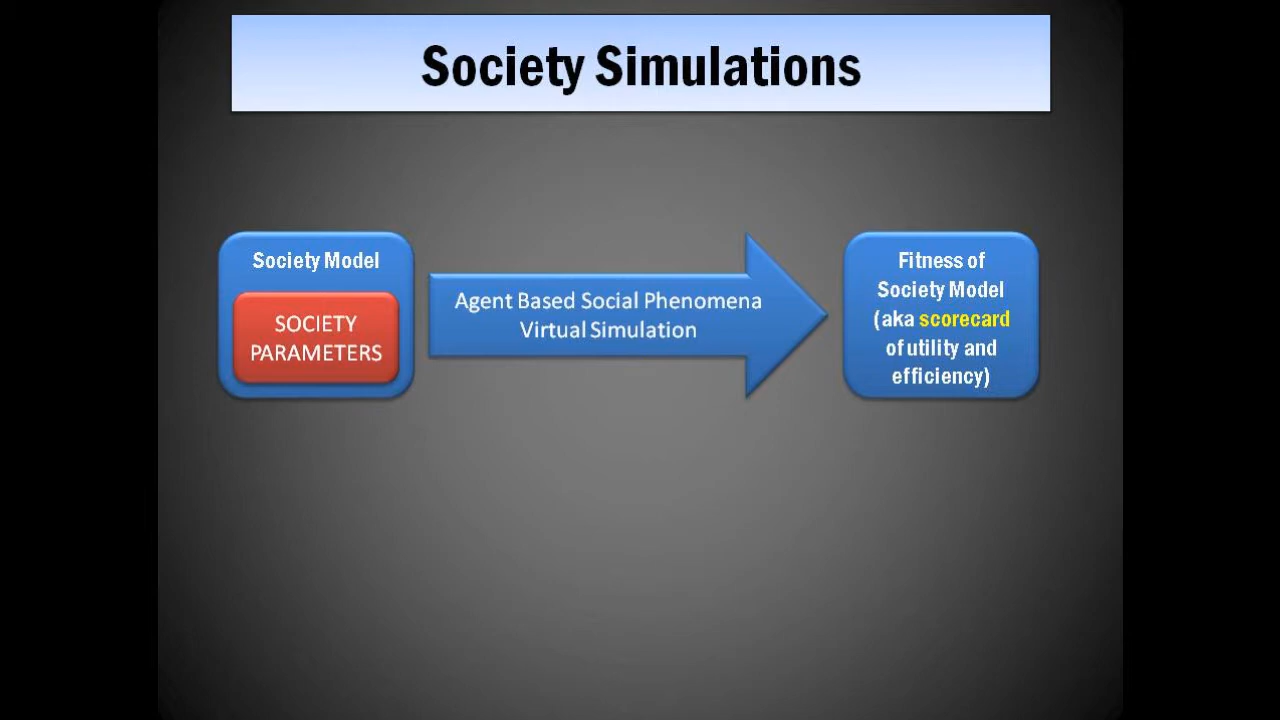 Society Simulations
Society Model
SOCIETY
PARAMETERS
Agent Based Social Phenomena
Virtual Simulation
Fitness of
Society Model
(aka scorecard
of utility and
efficiency)